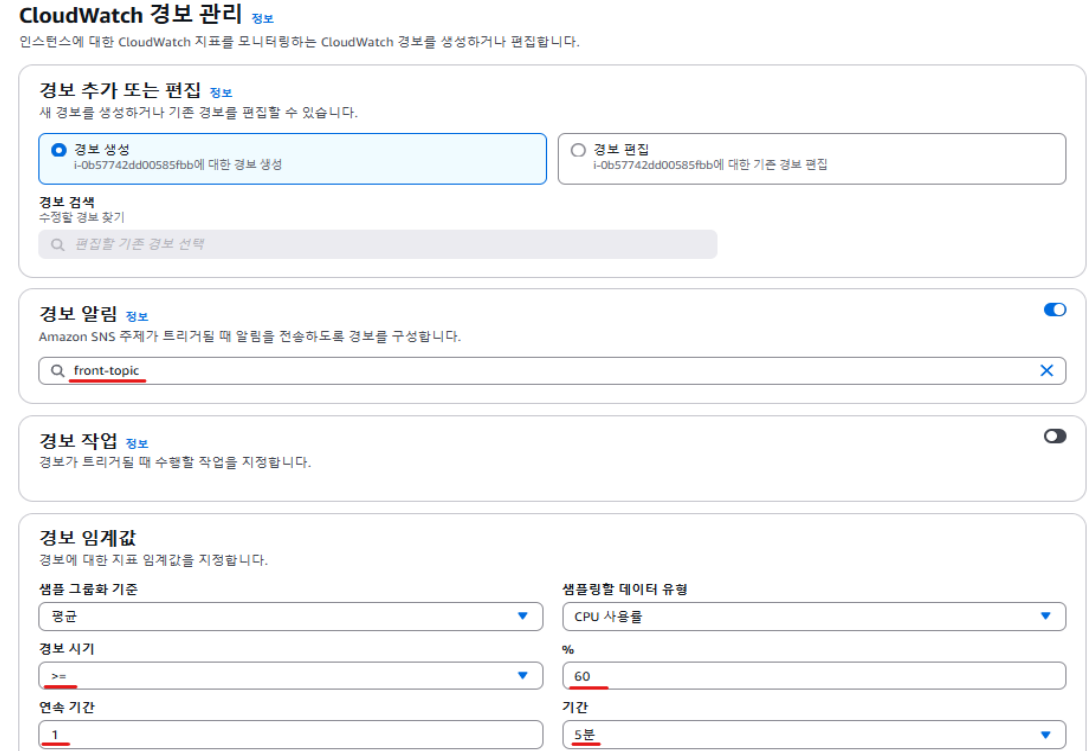 CloudWatch 경보 관리 정보
인스턴스에 대한 CloudWatch 지표를 모니터링하는 CloudWatch 경보를 생성하거나 편집합니다.
경보 추가 또는 편집 정보
새 경보를 생성하거나 기존 경보를 편집할 수 있습니다.
경보 생성
i-0b57742dd00585fbb에 대한 경보 생성
경보 편집
i-0b57742dd00585fbb에 대한 기존 경보 편집
경보 검색
수정할 경보 찾기
편집할 기존 경보 선택
경보 알림 정보
Amazon SNS 주제가 트리거될 때 알림을 전송하도록 경보를 구성합니다.
front-topic
경보 작업 정보
경보가 트리거될 때 수행할 작업을 지정합니다.
경보 임계값
경보에 대한 지표 임계값을 지정합니다.
샘플 그룹화 기준
평균
샘플링할 데이터 유형
CPU 사용률
경보 시기
>=
%
60
연속 기간
1
기간
5분